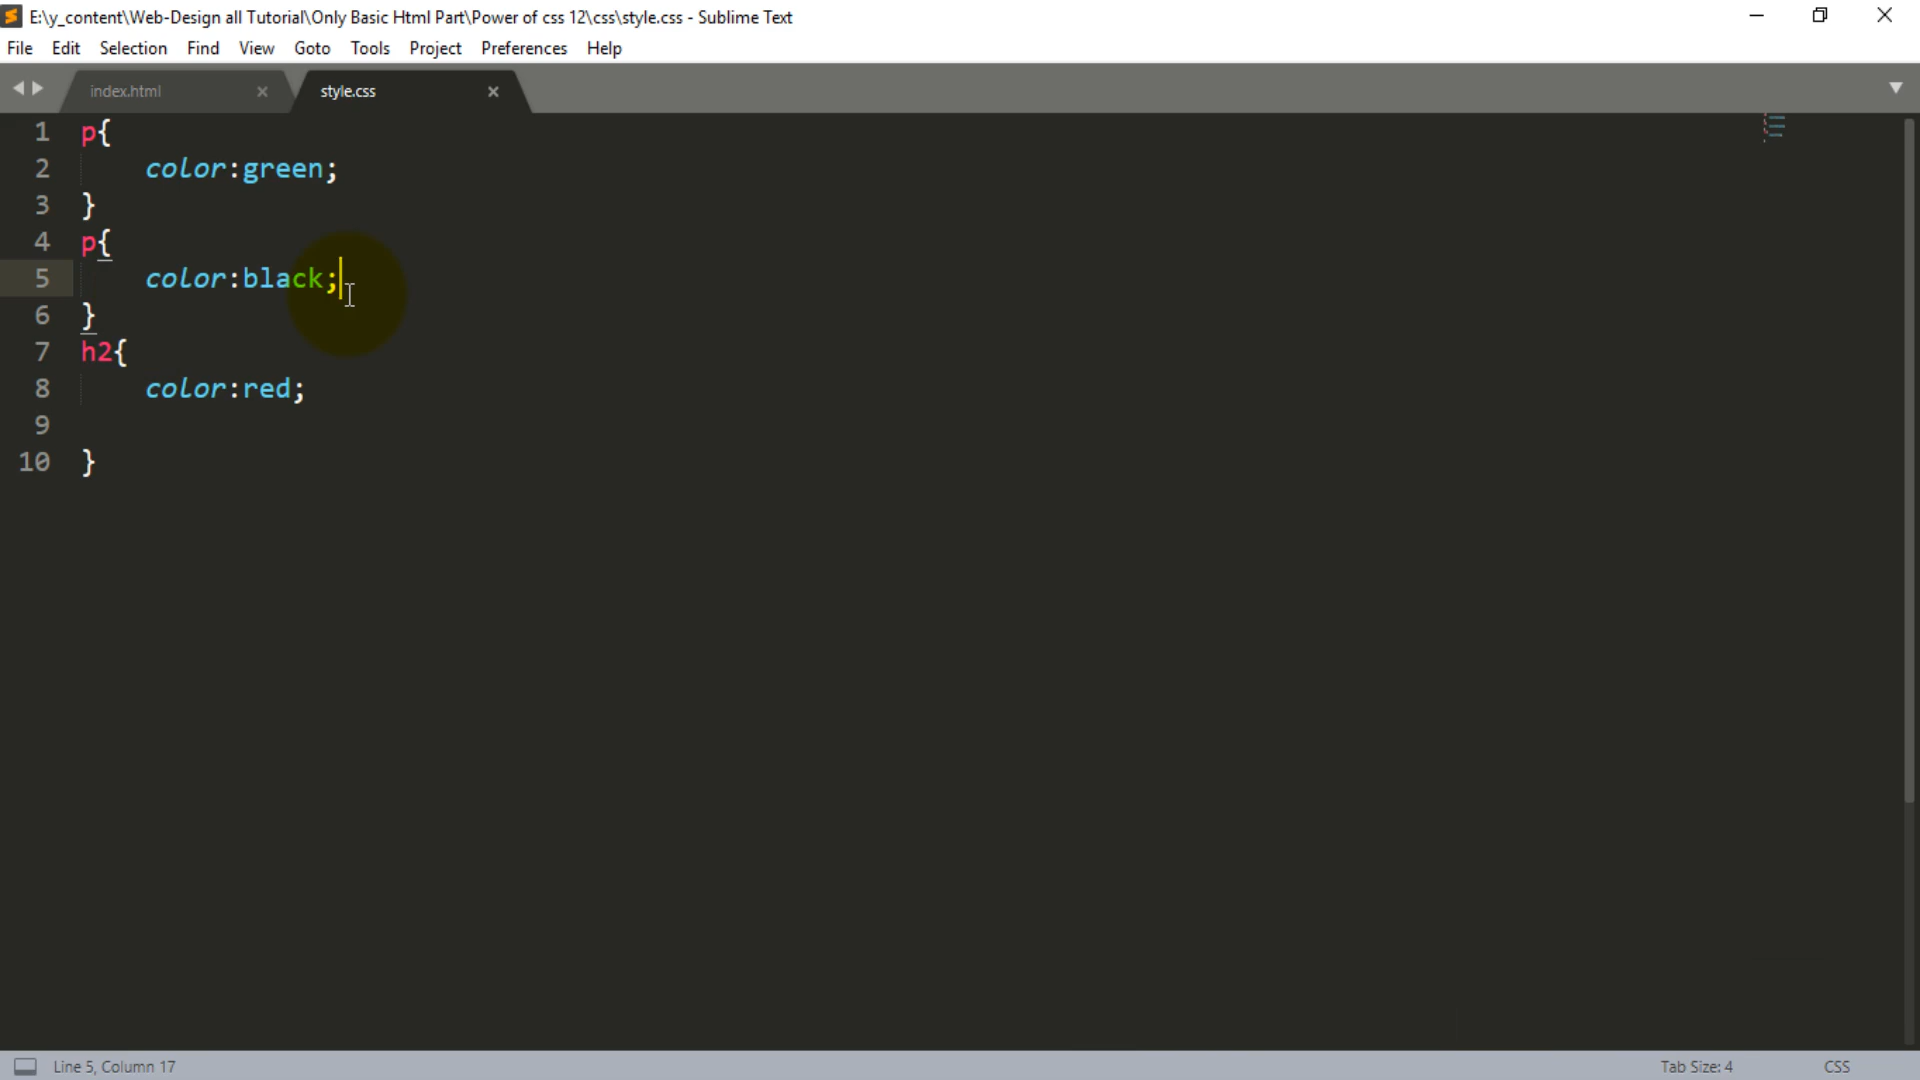 E:\y_content\Web-Design all Tutorial\Only Basic Html Part\Power of css 12\css\style.css - Sublime Text
File Edit Selection Find View Goto Tools Project Preferences Help
index.html style.css
1 p{
2 color:green;
3 }
4 p{
5 color:black;
6 }
7 h2{
8 color:red;
9
10 }
Line 5, Column 17 Tab Size: 4 CSS